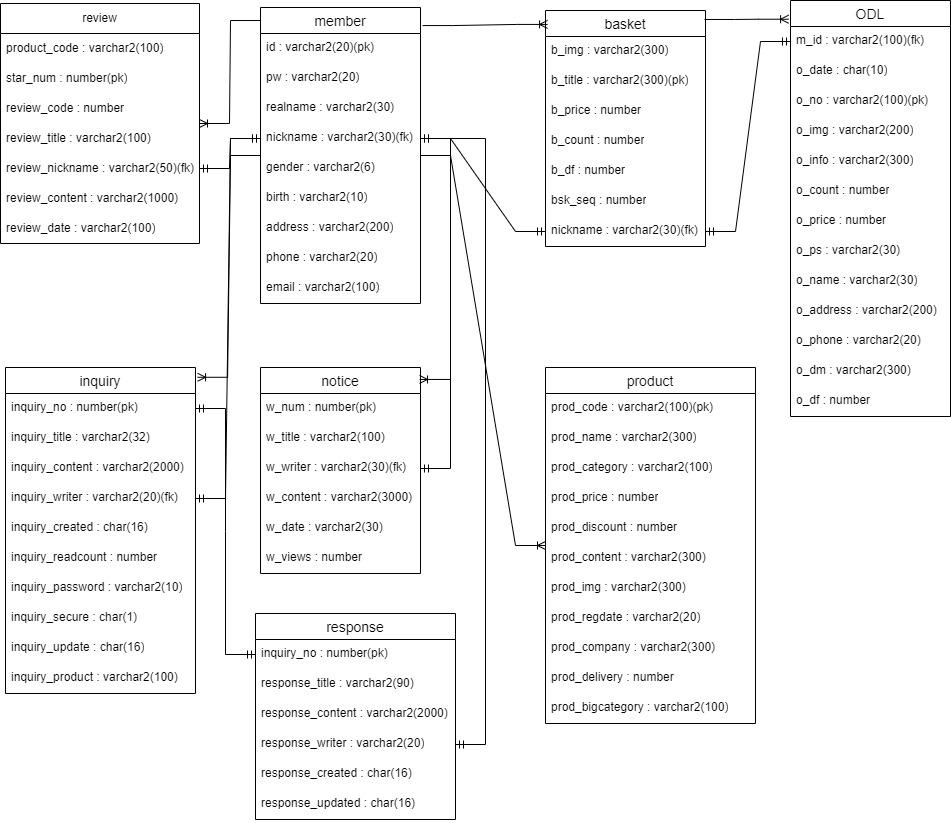 review
product_code : varchar2(100)
star_num : number(pk)
review_code : number
review_title : varchar2(100)
review_nickname : varchar2(50)(fk)
review_content : varchar2(1000)
review_date : varchar2(100)
member
id : varchar2(20)(pk)
pw : varchar2(20)
realname : varchar2(30)
nickname : varchar2(30)(fk)
gender : varchar2(6)
birth : varchar2(10)
address : varchar2(200)
phone : varchar2(20)
email : varchar2(100)
basket
b_img : varchar2(300)
b_title : varchar2(300)(pk)
b_price : number
b_count : number
b_df : number
bsk_seq : number
nickname : varchar2(30)(fk)
ODL
m_id : varchar2(100)(fk)
o_date : char(10)
o_no : varchar2(100)(pk)
o_img : varchar2(200)
o_info : varchar2(300)
o_count : number
o_price : number
o_ps : varchar2(30)
o_name : varchar2(30)
o_address : varchar2(200)
o_phone : varchar2(20)
o_dm : varchar2(300)
o_df : number
inquiry
inquiry_no : number(pk)
inquiry_title : varchar2(32)
inquiry_content : varchar2(2000)
inquiry_writer : varchar2(20)(fk)
inquiry_created : char(16)
inquiry_readcount : number
inquiry_password : varchar2(10)
inquiry_secure : char(1)
inquiry_update : char(16)
inquiry_product : varchar2(100)
notice
w_num : number(pk)
w_title : varchar2(100)
w_writer : varchar2(30)(fk)
w_content : varchar2(3000)
w_date : varchar2(30)
w_views : number
product
prod_code : varchar2(100)(pk)
prod_name : varchar2(300)
prod_category : varchar2(100)
prod_price : number
prod_discount : number
prod_content : varchar2(300)
prod_img : varchar2(300)
prod_regdate : varchar2(20)
prod_company : varchar2(300)
prod_delivery : number
prod_bigcategory : varchar2(100)
response
inquiry_no : number(pk)
response_title : varchar2(90)
response_content : varchar2(2000)
response_writer : varchar2(20)
response_created : char(16)
response_updated : char(16)